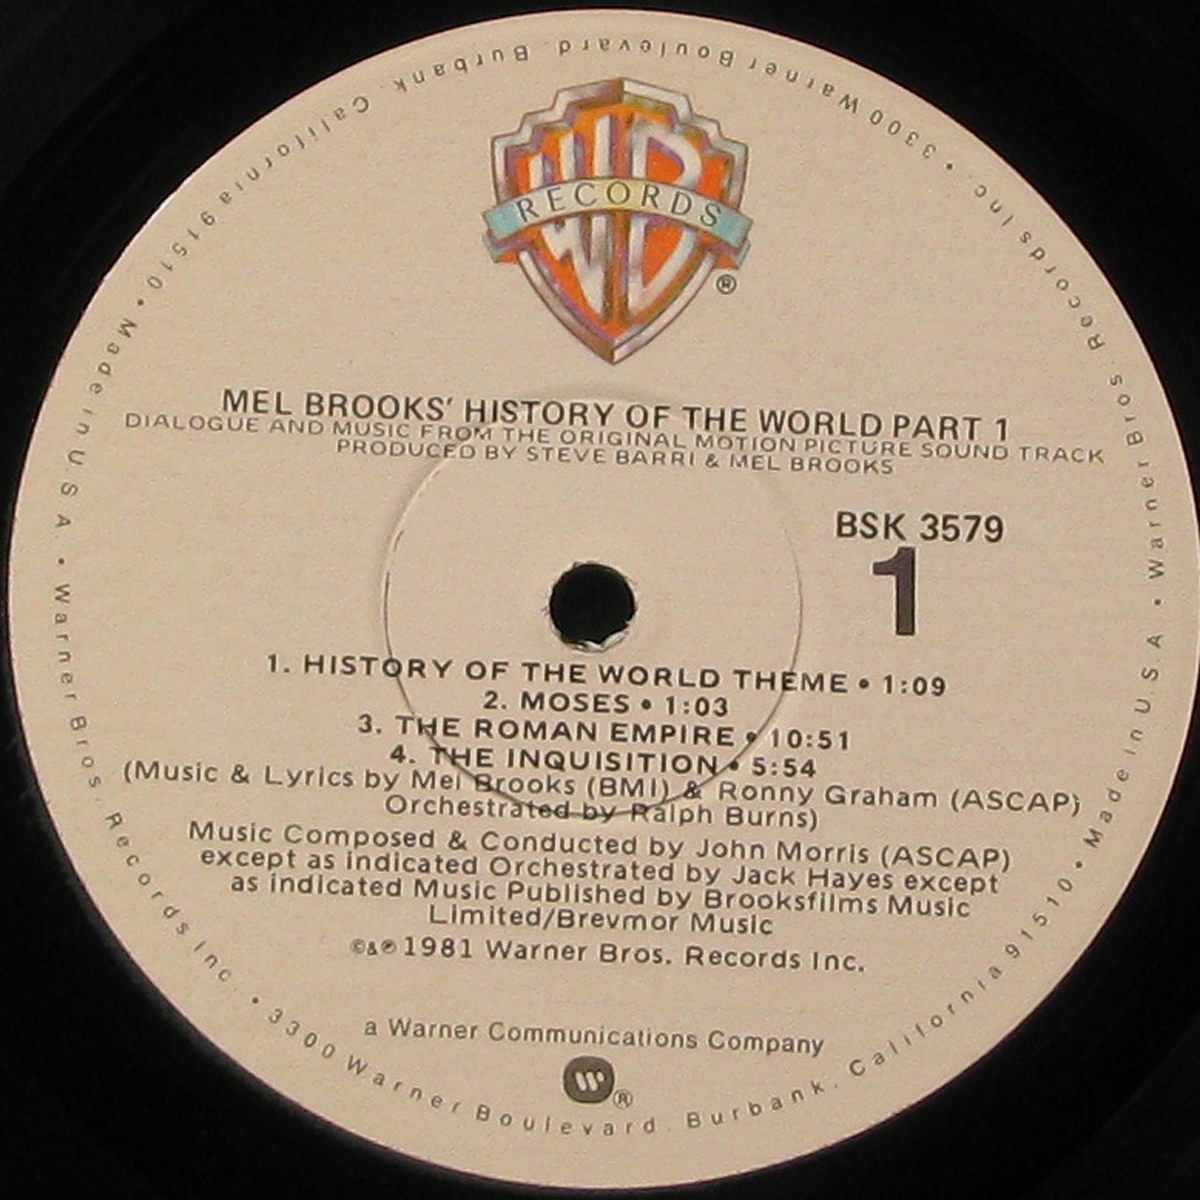 WB
RECORDS
®
MEL BROOKS' HISTORY OF THE WORLD PART 1
DIALOGUE AND MUSIC FROM THE ORIGINAL MOTION PICTURE SOUND TRACK
PRODUCED BY STEVE BARRI & MEL BROOKS
BSK 3579
1
1. HISTORY OF THE WORLD THEME • 1:09
2. MOSES • 1:03
3. THE ROMAN EMPIRE • 10:51
4. THE INQUISITION • 5:54
(Music & Lyrics by Mel Brooks (BMI) & Ronny Graham (ASCAP)
Orchestrated by Ralph Burns)
Music Composed & Conducted by John Morris (ASCAP)
except as indicated Orchestrated by Jack Hayes except
as indicated Music Published by Brooksfilms Music
Limited/Brevmor Music
©&℗ 1981 Warner Bros. Records Inc.
a Warner Communications Company
W®
Made in U.S.A. • Warner Bros. Records Inc. • 3300 Warner Boulevard. Burbank. California 91510 • Made in U.S.A. • Warner Bros. Records Inc. • 3300 Warner Boulevard. Burbank. California 91510 •